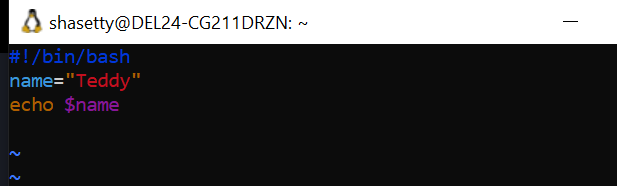 shasetty@DEL24-CG211DRZN: ~
#!/bin/bash
name="Teddy"
echo $name
~
~